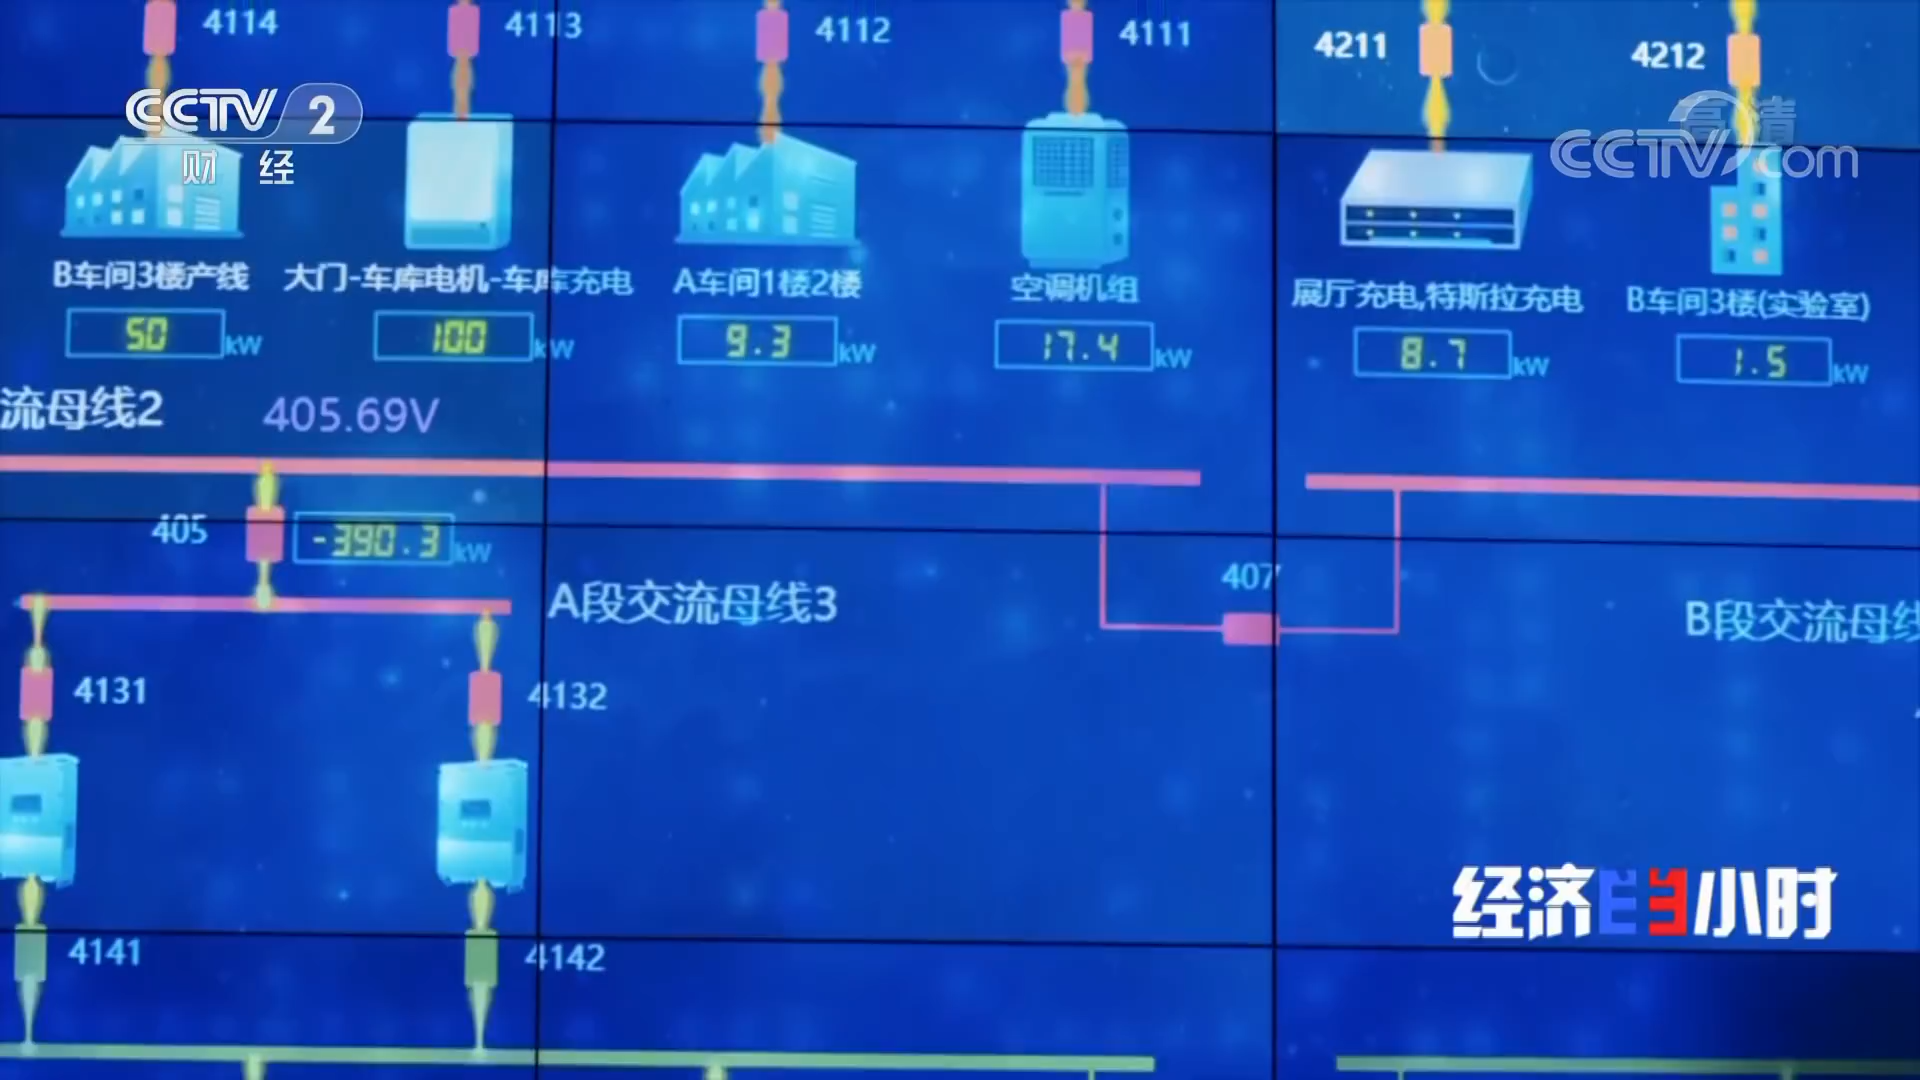 4114
4113
4112
4111
4211
4212
CCTV 2
财 经
高清
CCTV.com
B车间3楼产线
大门-车库电机-车库充电
A车间1楼2楼
空调机组
展厅充电,特斯拉充电
B车间3楼(实验室)
50 kW
100 kW
9.3 kW
17.4 kW
8.7 kW
1.5 kW
流母线2
405.69V
405
-390.3 kW
A段交流母线3
407
B段交流母线
4131
4132
经济半小时
4141
4142